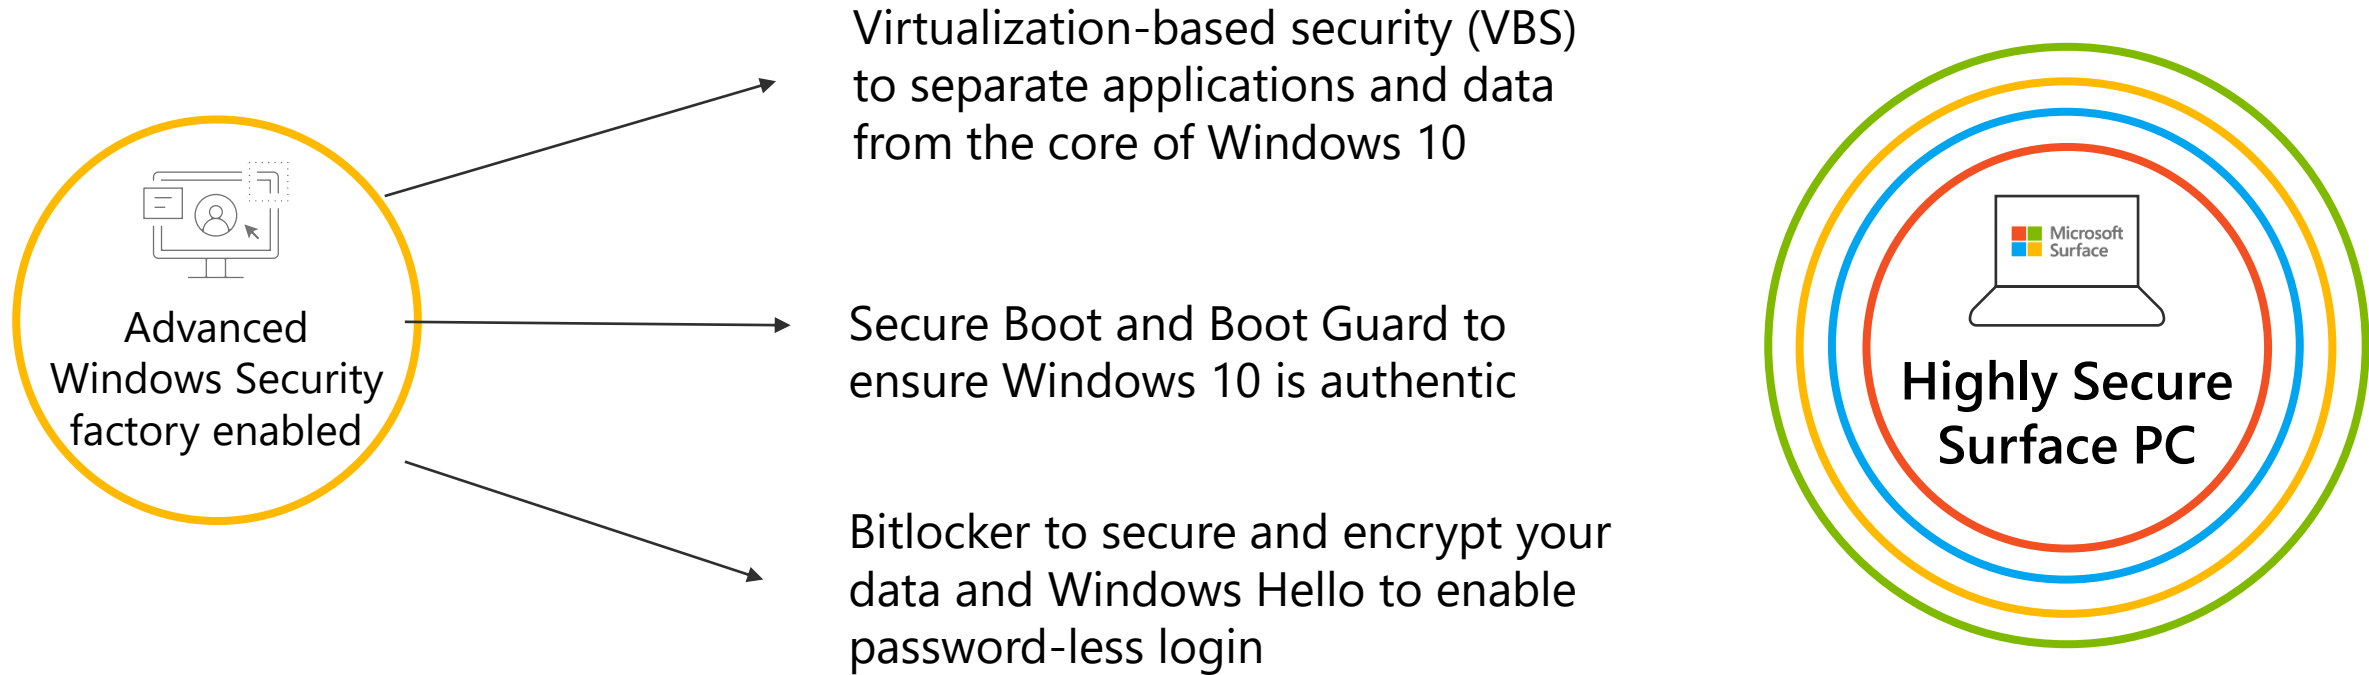 Advanced
Windows Security
factory enabled
Virtualization-based security (VBS)
to separate applications and data
from the core of Windows 10
Secure Boot and Boot Guard to
ensure Windows 10 is authentic
Bitlocker to secure and encrypt your
data and Windows Hello to enable
password-less login
Microsoft
Surface
Highly Secure
Surface PC